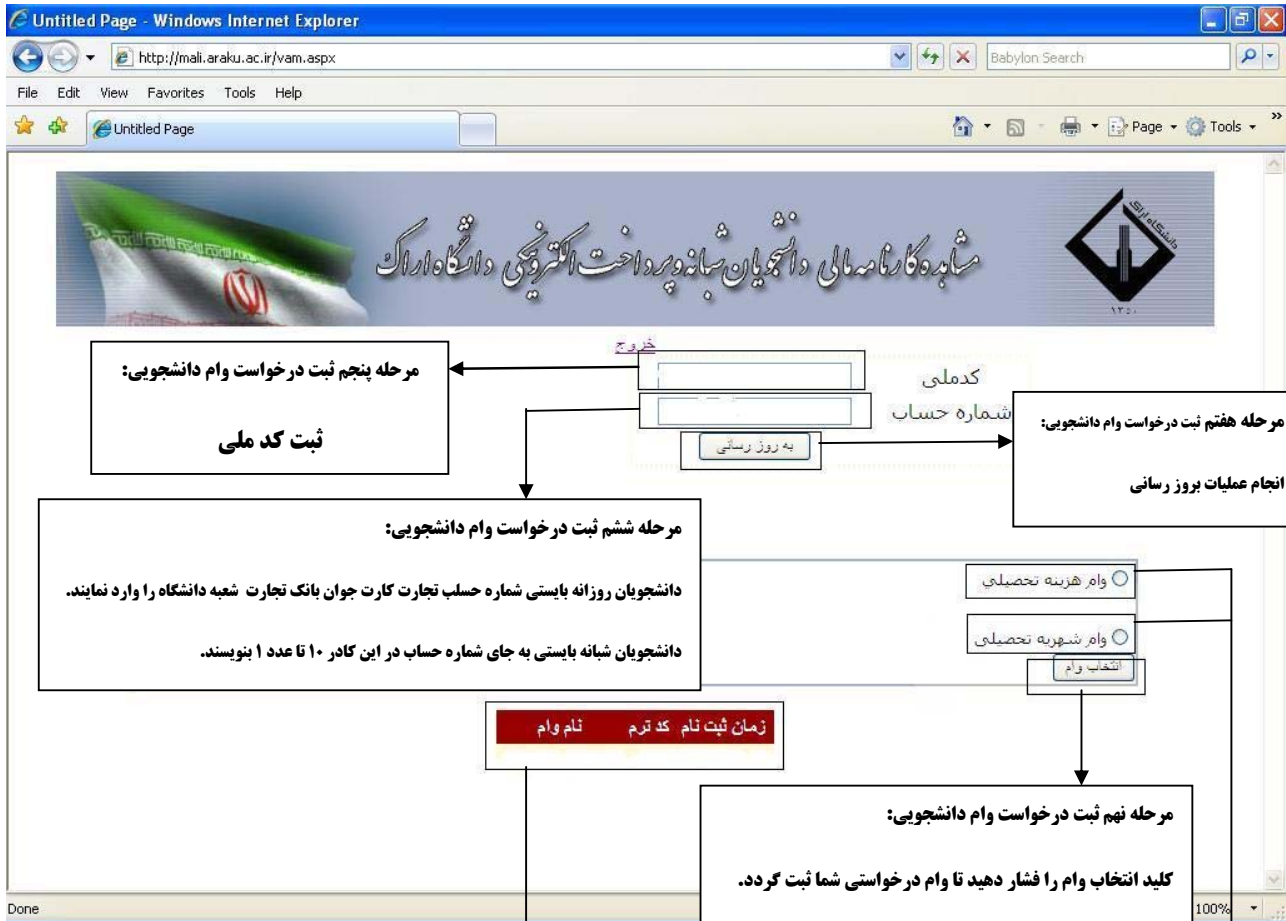 Untitled Page - Windows Internet Explorer
http://mali.araku.ac.ir/vam.aspx
Babylon Search
File Edit View Favorites Tools Help
Untitled Page
Page Tools »
مشاهده کارنامه مالی دانشجویان شبانه و پرداخت الکترونیکی دانشگاه اراک
دانشگاه اراک
۱۳۵۰
خروج
کدملی
شماره حساب
به روز رسانی
مرحله پنجم ثبت درخواست وام دانشجویی:
ثبت کد ملی
مرحله هفتم ثبت درخواست وام دانشجویی:
انجام عملیات بروز رسانی
مرحله ششم ثبت درخواست وام دانشجویی:
دانشجویان روزانه بایستی شماره حسلب تجارت کارت جوان بانک تجارت شعبه دانشگاه را وارد نمایند.
دانشجویان شبانه بایستی به جای شماره حساب در این کادر ۱۰ تا عدد ۱ بنویسند.
وام هزینه تحصیلی
وام شهریه تحصیلی
انتخاب وام
زمان ثبت نام کد ترم نام وام
مرحله نهم ثبت درخواست وام دانشجویی:
کلید انتخاب وام را فشار دهید تا وام درخواستی شما ثبت گردد.
Done
100%